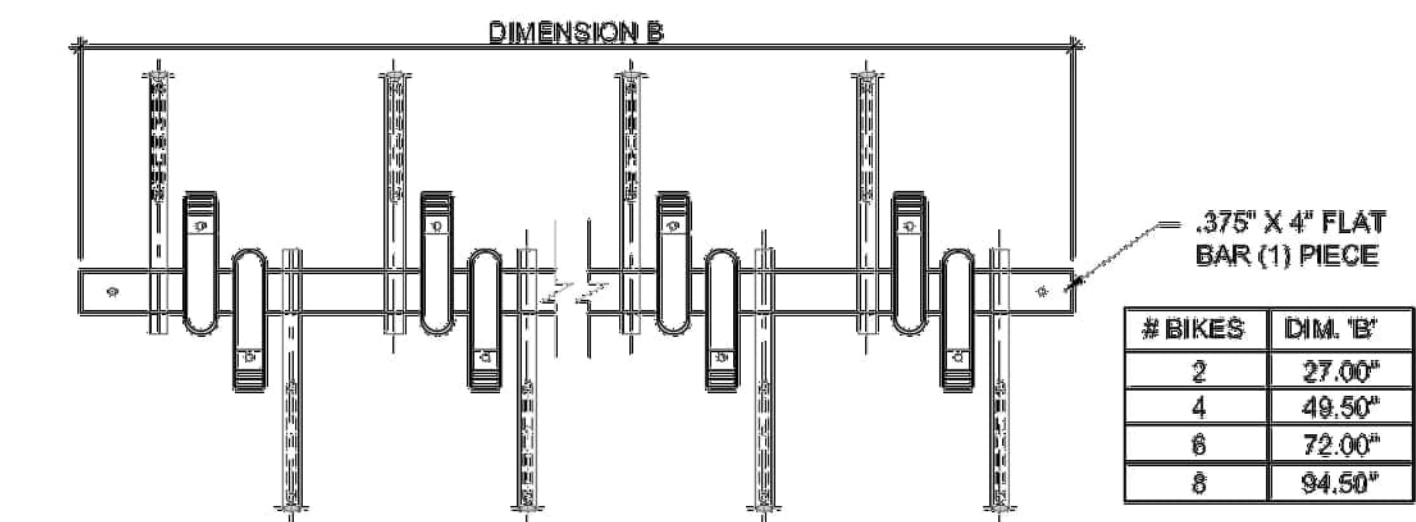 DIMENSION B
.375" X 4" FLAT
BAR (1) PIECE
# BIKES DIM. 'B'
2 27.00"
4 49.50"
6 72.00"
8 94.50"